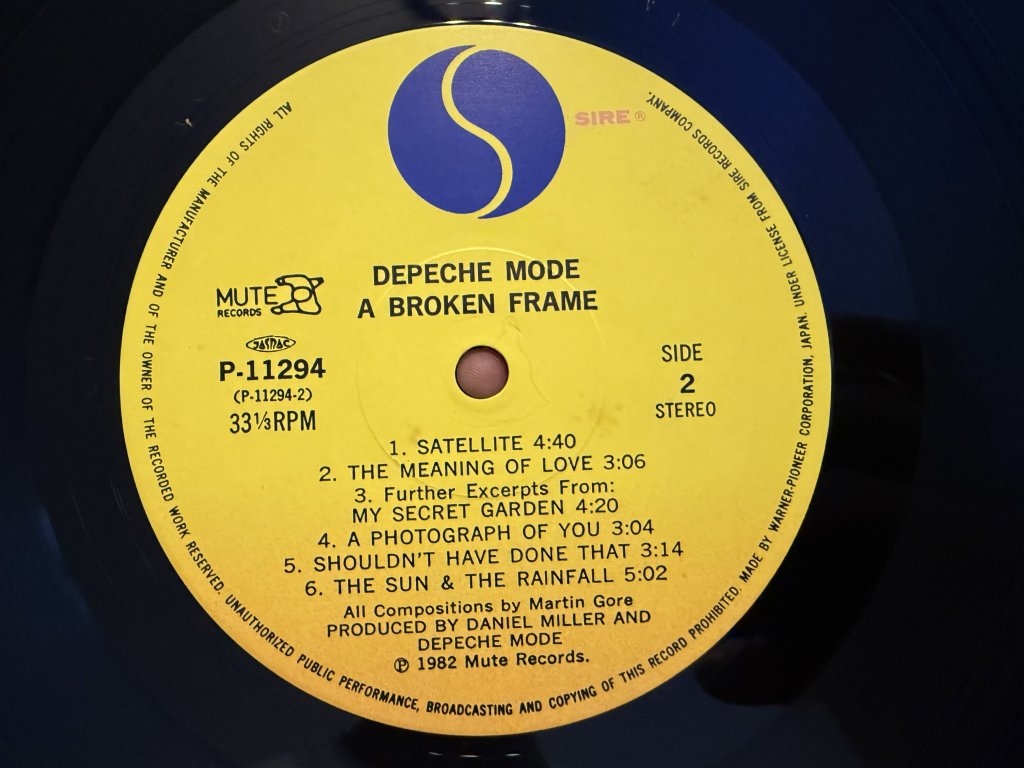 SIRE®
DEPECHE MODE
A BROKEN FRAME
MUTE
RECORDS
JASRAC
P-11294
(P-11294-2)
33⅓RPM
SIDE
2
STEREO
1. SATELLITE 4:40
2. THE MEANING OF LOVE 3:06
3. Further Excerpts From:
MY SECRET GARDEN 4:20
4. A PHOTOGRAPH OF YOU 3:04
5. SHOULDN'T HAVE DONE THAT 3:14
6. THE SUN & THE RAINFALL 5:02
All Compositions by Martin Gore
PRODUCED BY DANIEL MILLER AND
DEPECHE MODE
℗ 1982 Mute Records.
ALL RIGHTS OF THE MANUFACTURER AND OF THE OWNER OF THE RECORDED WORK RESERVED. UNAUTHORIZED PUBLIC PERFORMANCE, BROADCASTING AND COPYING OF THIS RECORD PROHIBITED. MADE BY WARNER-PIONEER CORPORATION, JAPAN. UNDER LICENSE FROM SIRE RECORDS COMPANY.